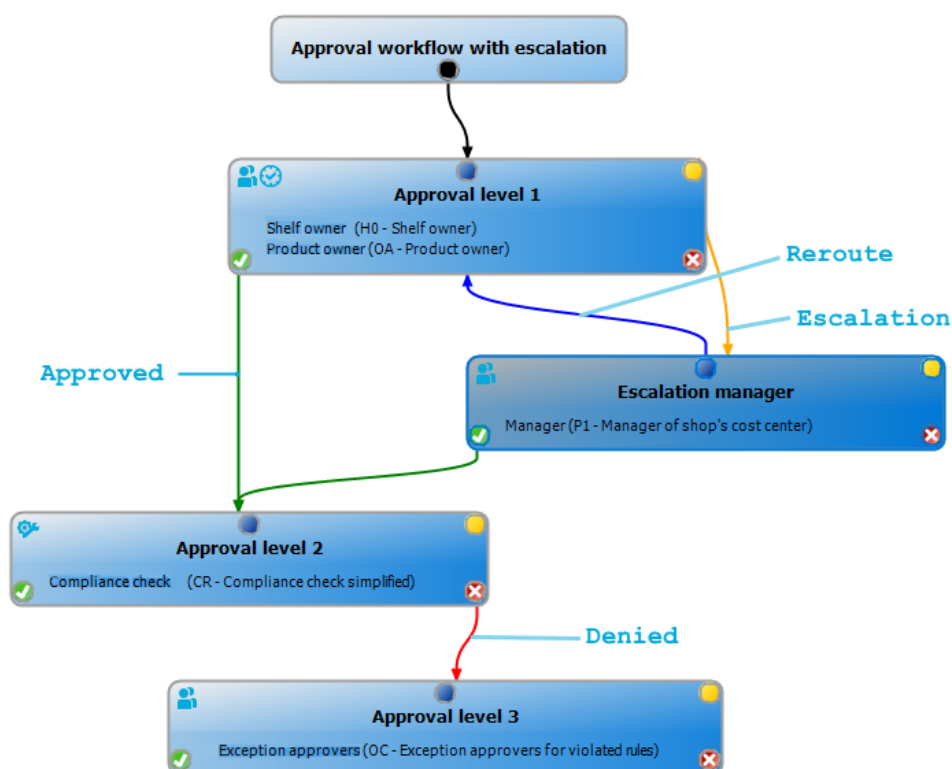 Approval workflow with escalation
Approval level 1
Shelf owner (H0 - Shelf owner)
Product owner (OA - Product owner)
Reroute
Escalation
Approved
Escalation manager
Manager (P1 - Manager of shop's cost center)
Approval level 2
Compliance check (CR - Compliance check simplified)
Denied
Approval level 3
Exception approvers (OC - Exception approvers for violated rules)